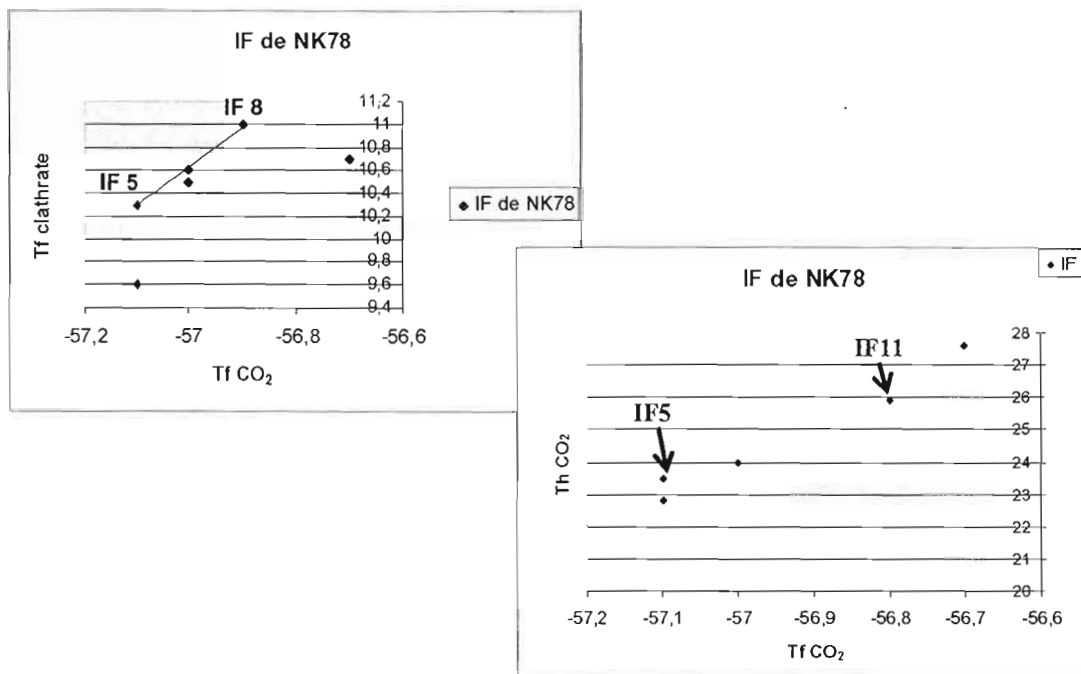 IF de NK78
IF 8
IF 5
11,2
11
10,8
10,6
10,4
10,2
10
9,8
9,6
9,4
Tf clathrate
-57,2 -57 -56,8 -56,6
Tf CO₂
IF de NK78
IF de NK78
IF
IF11
IF5
28
27
26
25
24
23
22
21
20
Th CO₂
-57,2 -57,1 -57 -56,9 -56,8 -56,7 -56,6
Tf CO₂